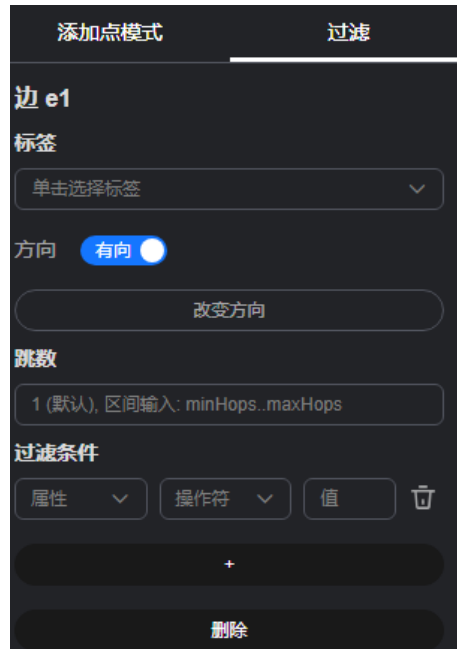 添加点模式 过滤
边 e1
标签
单击选择标签
方向 有向
改变方向
跳数
1 (默认), 区间输入: minHops..maxHops
过滤条件
属性 操作符 值
+
删除